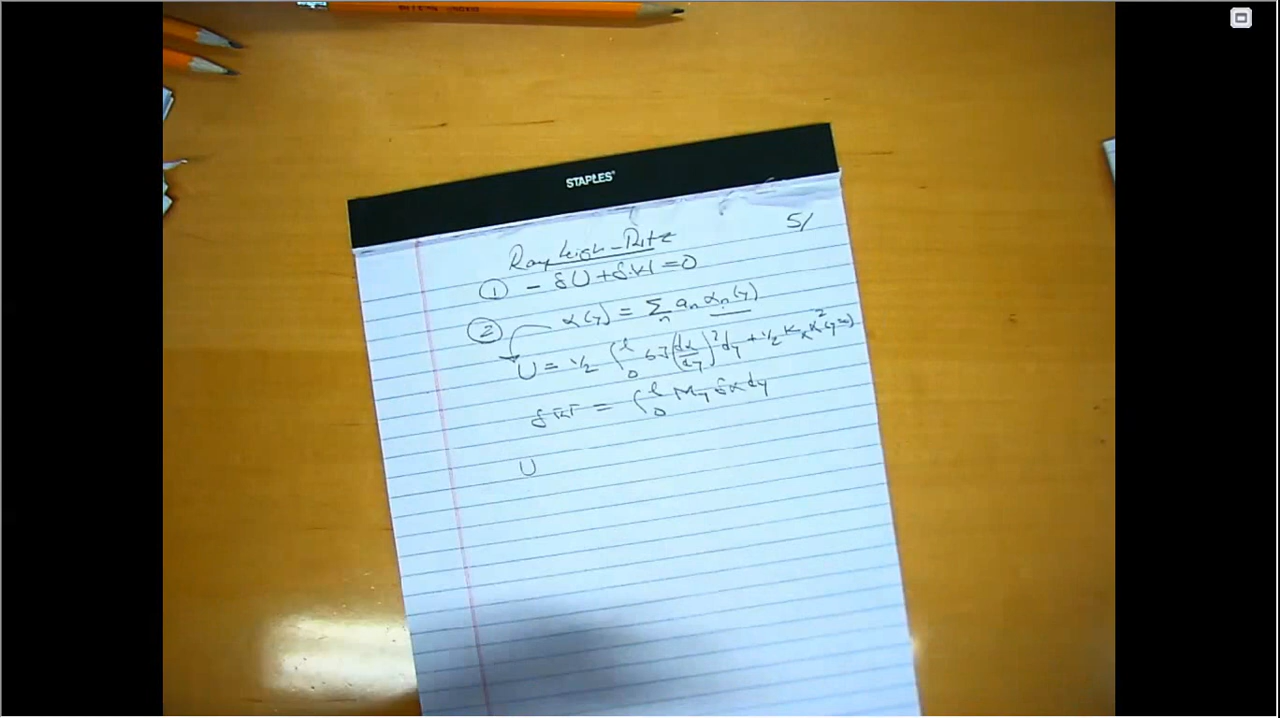 STAPLES
5/
Rayleigh-Ritz
① - δU + δW = 0
② α(y) = Σₙ aₙ αₙ(y)
U = 1/2 ∫₀ˡ GJ(dα/dy)² dy + 1/2 Kα α²(y=0)
δW = ∫₀ˡ My δα dy
U